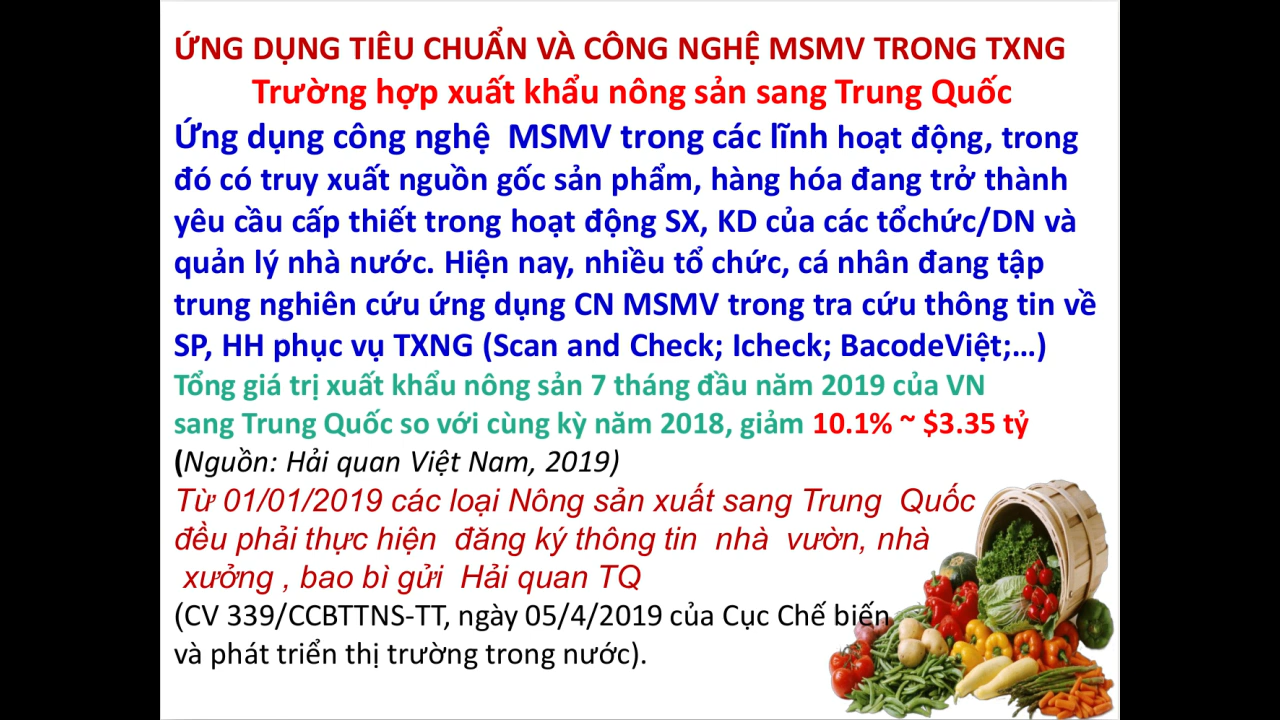 ỨNG DỤNG TIÊU CHUẨN VÀ CÔNG NGHỆ MSMV TRONG TXNG
Trường hợp xuất khẩu nông sản sang Trung Quốc
Ứng dụng công nghệ MSMV trong các lĩnh hoạt động, trong
đó có truy xuất nguồn gốc sản phẩm, hàng hóa đang trở thành
yêu cầu cấp thiết trong hoạt động SX, KD của các tổchức/DN và
quản lý nhà nước. Hiện nay, nhiều tổ chức, cá nhân đang tập
trung nghiên cứu ứng dụng CN MSMV trong tra cứu thông tin về
SP, HH phục vụ TXNG (Scan and Check; Icheck; BacodeViệt;...)
Tổng giá trị xuất khẩu nông sản 7 tháng đầu năm 2019 của VN
sang Trung Quốc so với cùng kỳ năm 2018, giảm 10.1% ~ $3.35 tỷ
(Nguồn: Hải quan Việt Nam, 2019)
Từ 01/01/2019 các loại Nông sản xuất sang Trung Quốc
đều phải thực hiện đăng ký thông tin nhà vườn, nhà
xưởng , bao bì gửi Hải quan TQ
(CV 339/CCBTTNS-TT, ngày 05/4/2019 của Cục Chế biến
và phát triển thị trường trong nước).